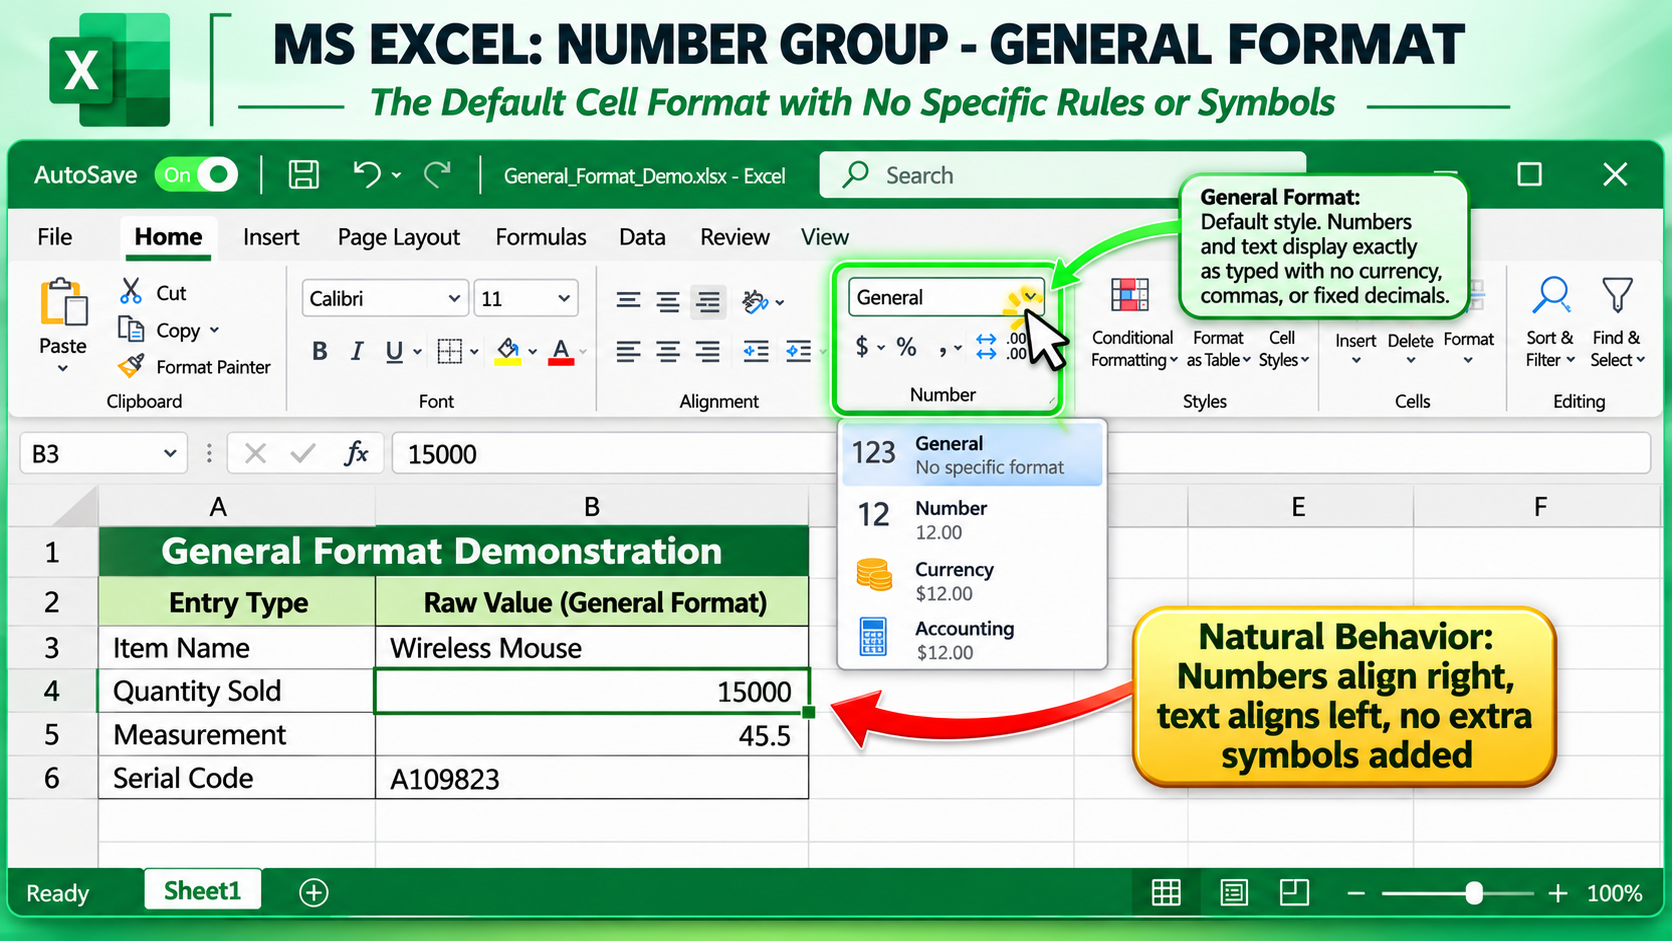 X
MS EXCEL: NUMBER GROUP - GENERAL FORMAT
The Default Cell Format with No Specific Rules or Symbols
AutoSave On General_Format_Demo.xlsx - Excel Search
General Format:
Default style. Numbers
and text display exactly
as typed with no currency,
commas, or fixed decimals.
File Home Insert Page Layout Formulas Data Review View
Paste
Cut
Copy
Format Painter
Clipboard
Calibri 11
B I U A
Font
Alignment
General
$ % , .00
.00
Number
Conditional
Formatting
Format
as Table
Cell
Styles
Styles
Insert
Delete
Format
Cells
Sort &
Filter
Find &
Select
Editing
B3 fx 15000
123 General
No specific format
12 Number
12.00
Currency
$12.00
Accounting
$12.00
A B E F
1 General Format Demonstration
2 Entry Type Raw Value (General Format)
3 Item Name Wireless Mouse
4 Quantity Sold 15000
5 Measurement 45.5
6 Serial Code A109823
Natural Behavior:
Numbers align right,
text aligns left, no extra
symbols added
Ready Sheet1 100%